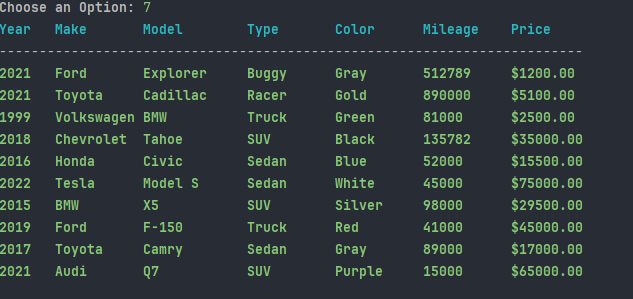 Choose an Option: 7
Year Make Model Type Color Mileage Price
--------------------------------------------------------------------------
2021 Ford Explorer Buggy Gray 512789 $1200.00
2021 Toyota Cadillac Racer Gold 890000 $5100.00
1999 Volkswagen BMW Truck Green 81000 $2500.00
2018 Chevrolet Tahoe SUV Black 135782 $35000.00
2016 Honda Civic Sedan Blue 52000 $15500.00
2022 Tesla Model S Sedan White 45000 $75000.00
2015 BMW X5 SUV Silver 98000 $29500.00
2019 Ford F-150 Truck Red 41000 $45000.00
2017 Toyota Camry Sedan Gray 89000 $17000.00
2021 Audi Q7 SUV Purple 15000 $65000.00